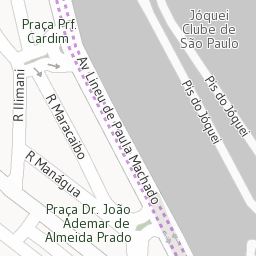 Jóquei
Clube de
São Paulo
Praça Prf.
Cardim
Av Lineu de Paula Machado
Pis do Jóquei
Pis do Jóquei
R Ilimani
R Maracaibo
R Manágua
Praça Dr. João
Ademar de
Almeida Prado